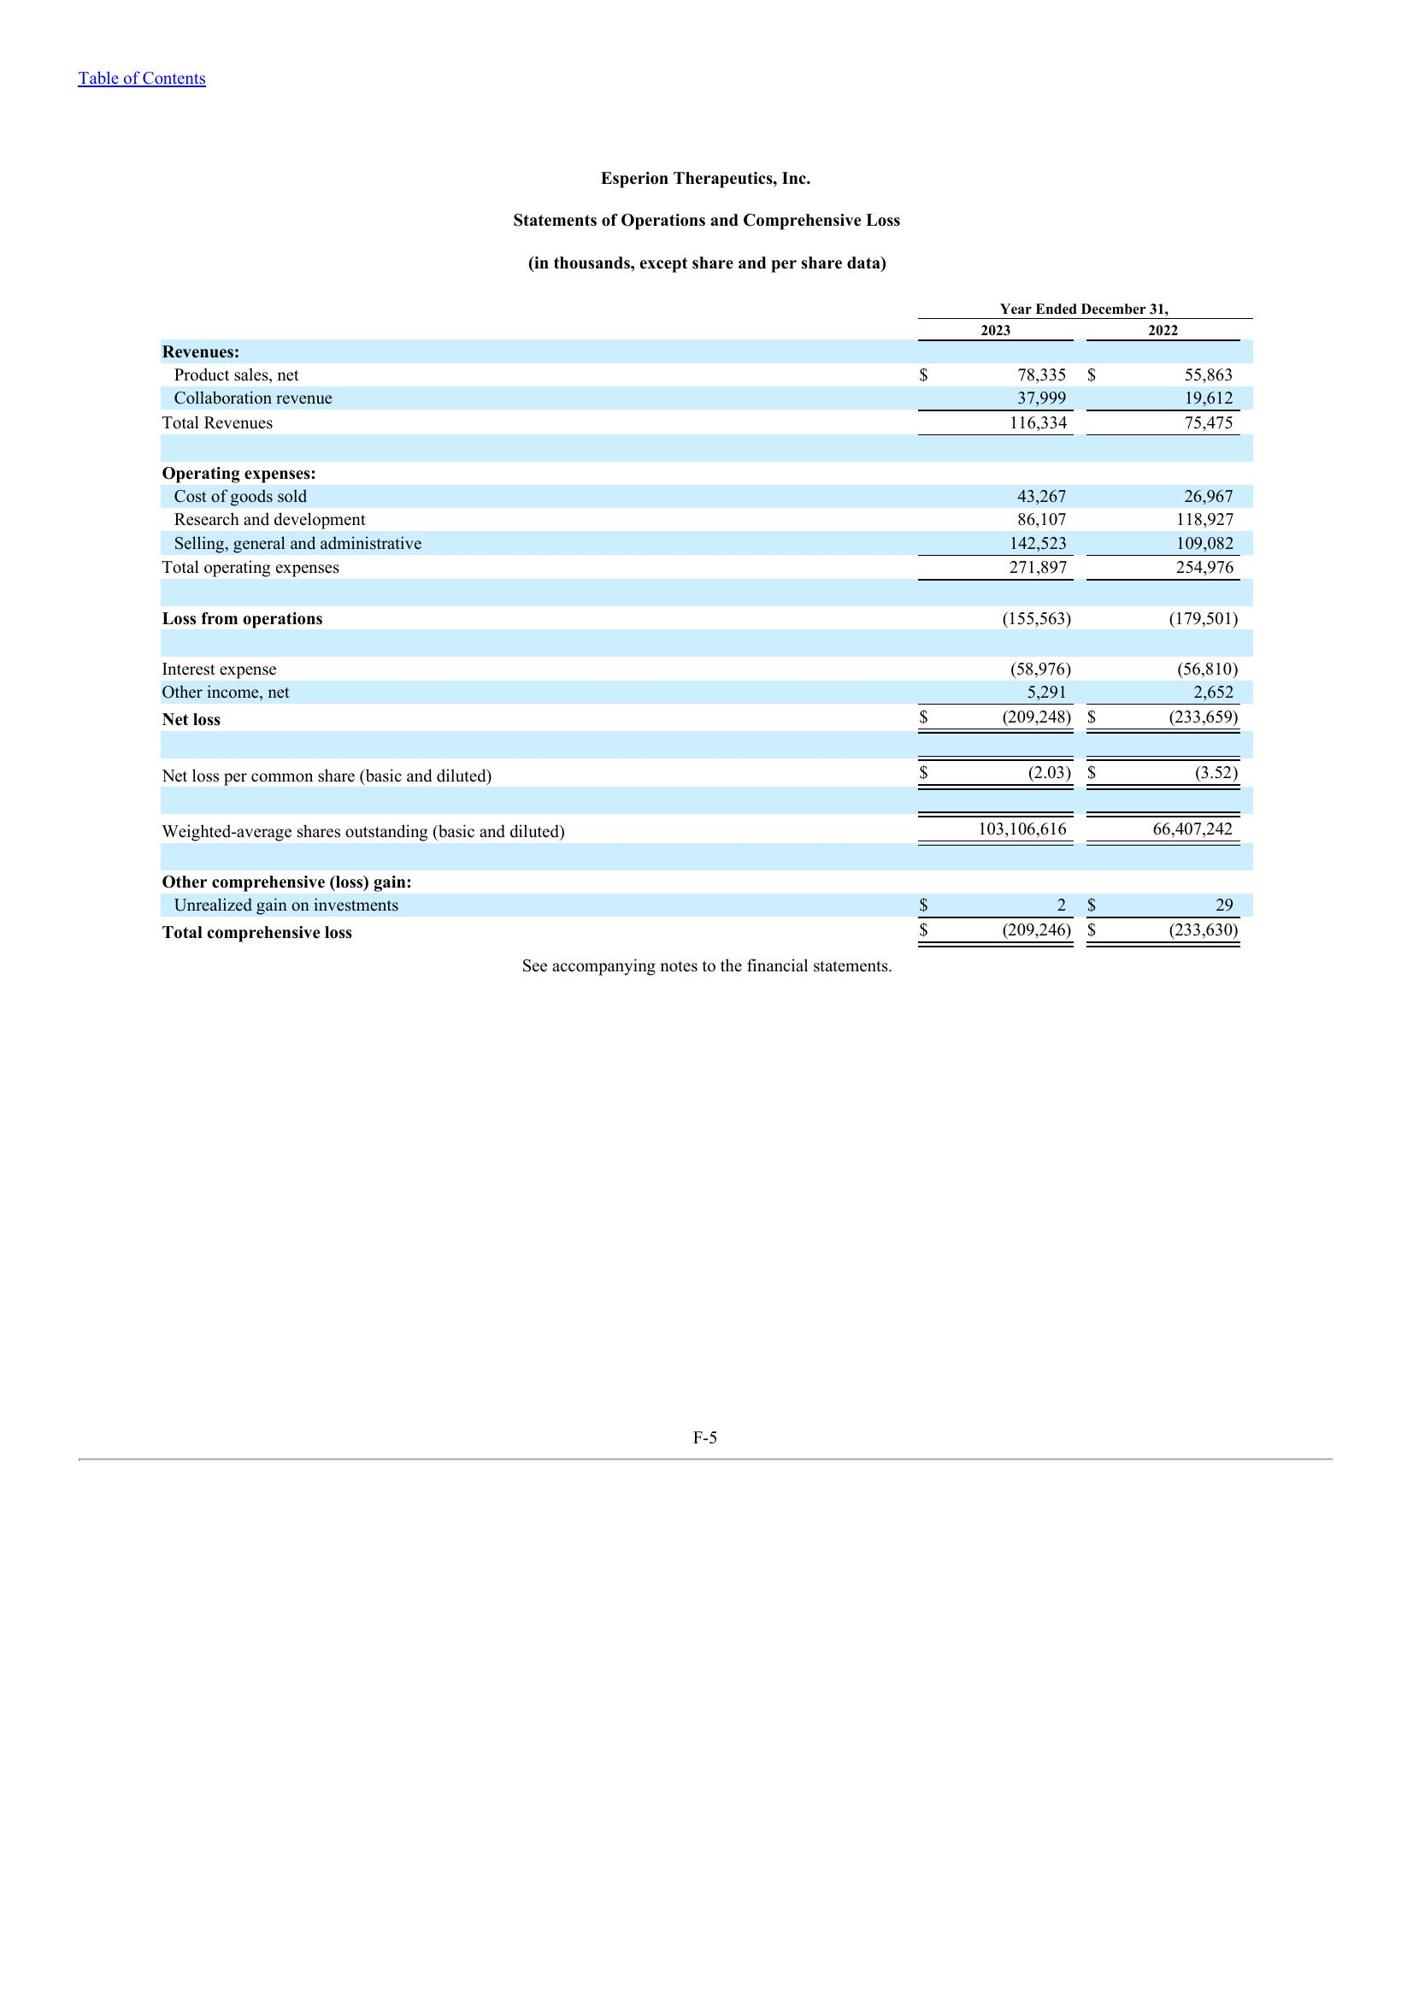 Table of Contents
Esperion Therapeutics, Inc.
Statements of Operations and Comprehensive Loss
(in thousands, except share and per share data)
Year Ended December 31,
2023 2022
Revenues:
Product sales, net $ 78,335 $ 55,863
Collaboration revenue 37,999 19,612
Total Revenues 116,334 75,475
Operating expenses:
Cost of goods sold 43,267 26,967
Research and development 86,107 118,927
Selling, general and administrative 142,523 109,082
Total operating expenses 271,897 254,976
Loss from operations (155,563) (179,501)
Interest expense (58,976) (56,810)
Other income, net 5,291 2,652
Net loss $ (209,248) $ (233,659)
Net loss per common share (basic and diluted) $ (2.03) $ (3.52)
Weighted-average shares outstanding (basic and diluted) 103,106,616 66,407,242
Other comprehensive (loss) gain:
Unrealized gain on investments $ 2 $ 29
Total comprehensive loss $ (209,246) $ (233,630)
See accompanying notes to the financial statements.
F-5